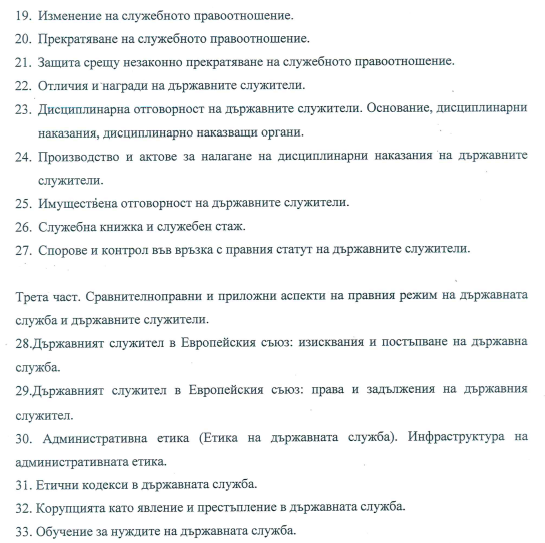 19. Изменение на служебното правоотношение.
20. Прекратяване на служебното правоотношение.
21. Защита срещу незаконно прекратяване на служебното правоотношение.
22. Отличия и награди на държавните служители.
23. Дисциплинарна отговорност на държавните служители. Основание, дисциплинарни
наказания, дисциплинарно наказващи органи.
24. Производство и актове за налагане на дисциплинарни наказания на държавните
служители.
25. Имуществена отговорност на държавните служители.
26. Служебна книжка и служебен стаж.
27. Спорове и контрол във връзка с правния статут на държавните служители.
Трета част. Сравнителноправни и приложни аспекти на правния режим на държавната
служба и държавните служители.
28.Държавният служител в Европейския съюз: изисквания и постъпване на държавна
служба.
29.Държавният служител в Европейския съюз: права и задължения на държавния
служител.
30. Административна етика (Етика на държавната служба). Инфраструктура на
административната етика.
31. Етични кодекси в държавната служба.
32. Корупцията като явление и престъпление в държавната служба.
33. Обучение за нуждите на държавната служба.